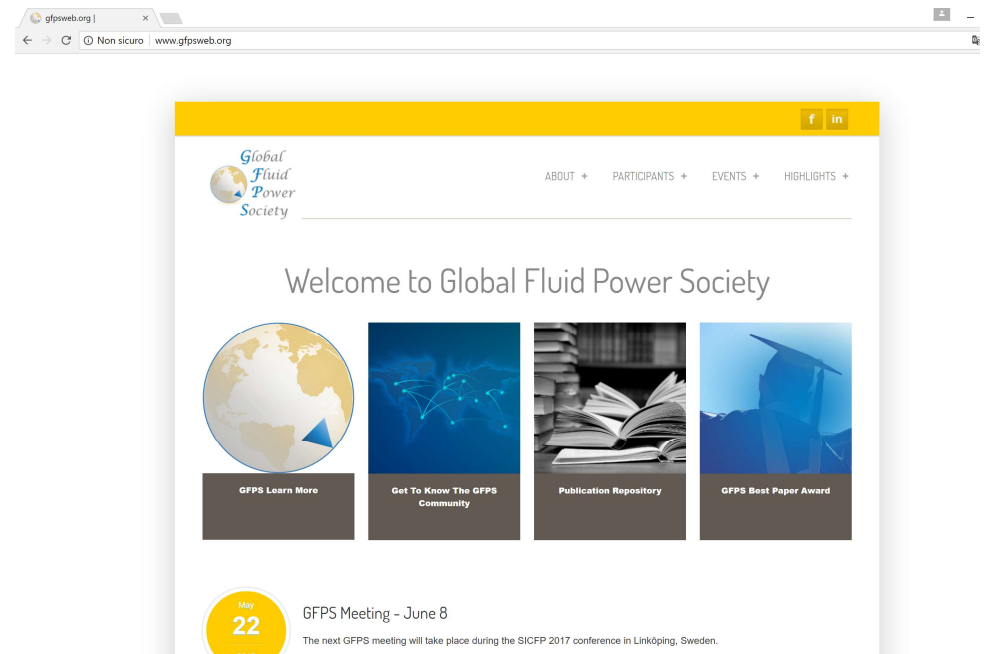 gfpsweb.org |
Non sicuro | www.gfpsweb.org
f in
Global
Fluid
Power
Society
ABOUT + PARTICIPANTS + EVENTS + HIGHLIGHTS +
Welcome to Global Fluid Power Society
GFPS Learn More
Get To Know The GFPS
Community
Publication Repository
GFPS Best Paper Award
May
22
GFPS Meeting - June 8
The next GFPS meeting will take place during the SICFP 2017 conference in Linköping, Sweden.